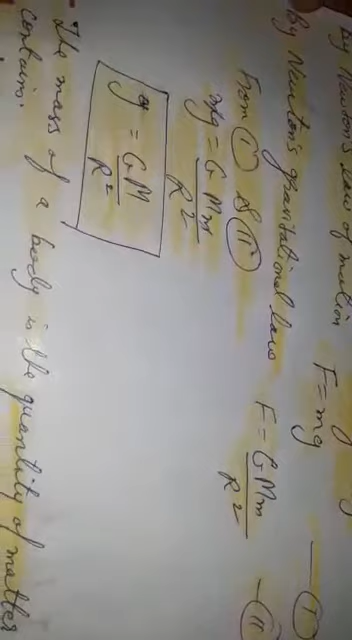 By Newton's law of motion
F = mg — (I)
By Newton's gravitational law
F = GMm/R² — (II)
From (I) & (II)
mg = GMm/R²
g = GM/R²
The mass of a body is the quantity of matter
contain.